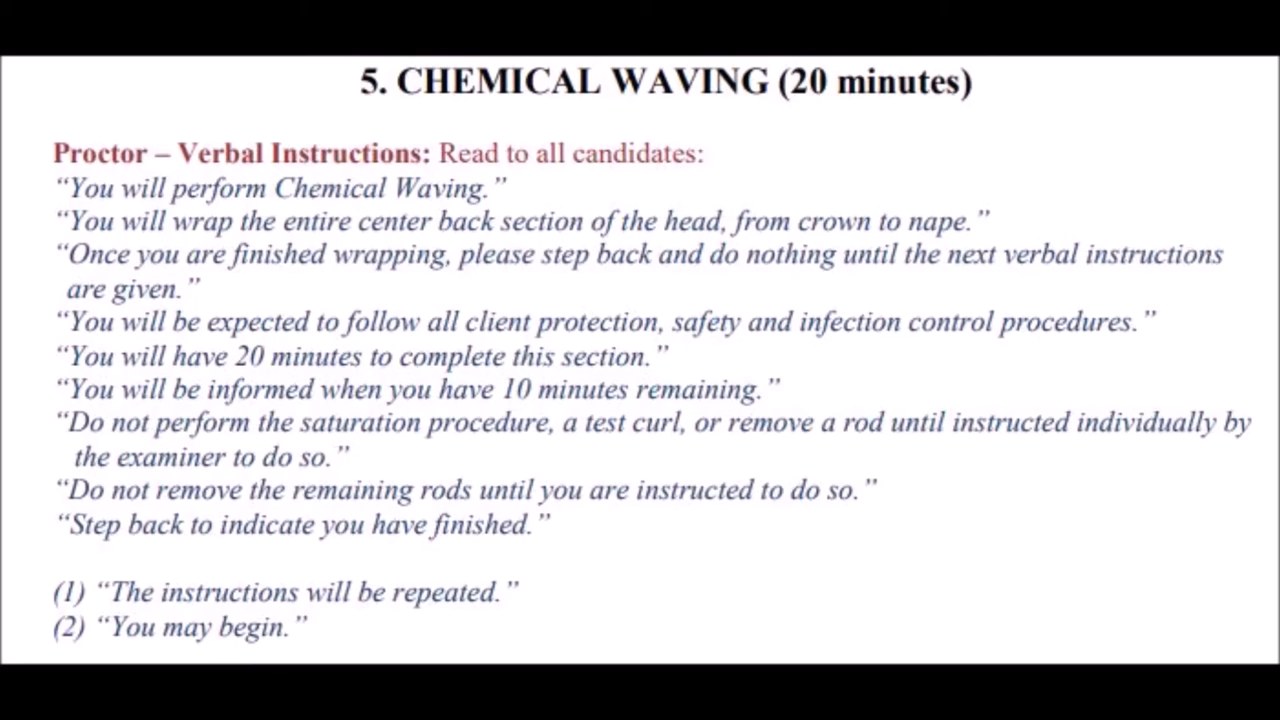 5. CHEMICAL WAVING (20 minutes)
Proctor – Verbal Instructions: Read to all candidates:
“You will perform Chemical Waving.”
“You will wrap the entire center back section of the head, from crown to nape.”
“Once you are finished wrapping, please step back and do nothing until the next verbal instructions
are given.”
“You will be expected to follow all client protection, safety and infection control procedures.”
“You will have 20 minutes to complete this section.”
“You will be informed when you have 10 minutes remaining.”
“Do not perform the saturation procedure, a test curl, or remove a rod until instructed individually by
the examiner to do so.”
“Do not remove the remaining rods until you are instructed to do so.”
“Step back to indicate you have finished.”
(1) “The instructions will be repeated.”
(2) “You may begin.”